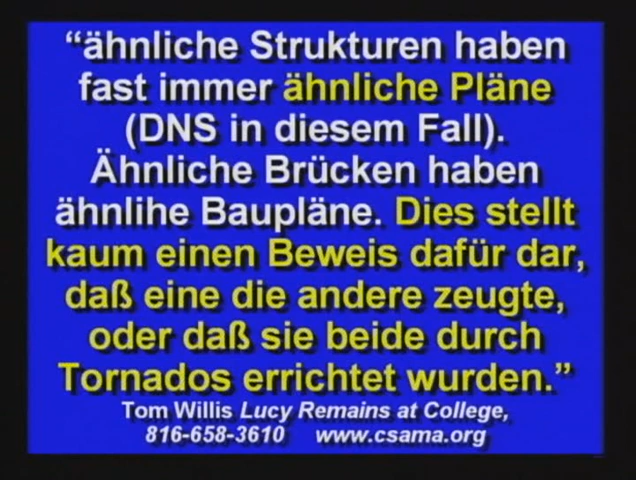 “ähnliche Strukturen haben
fast immer ähnliche Pläne
(DNS in diesem Fall).
Ähnliche Brücken haben
ähnlihe Baupläne. Dies stellt
kaum einen Beweis dafür dar,
daß eine die andere zeugte,
oder daß sie beide durch
Tornados errichtet wurden.”
Tom Willis Lucy Remains at College,
816-658-3610 www.csama.org